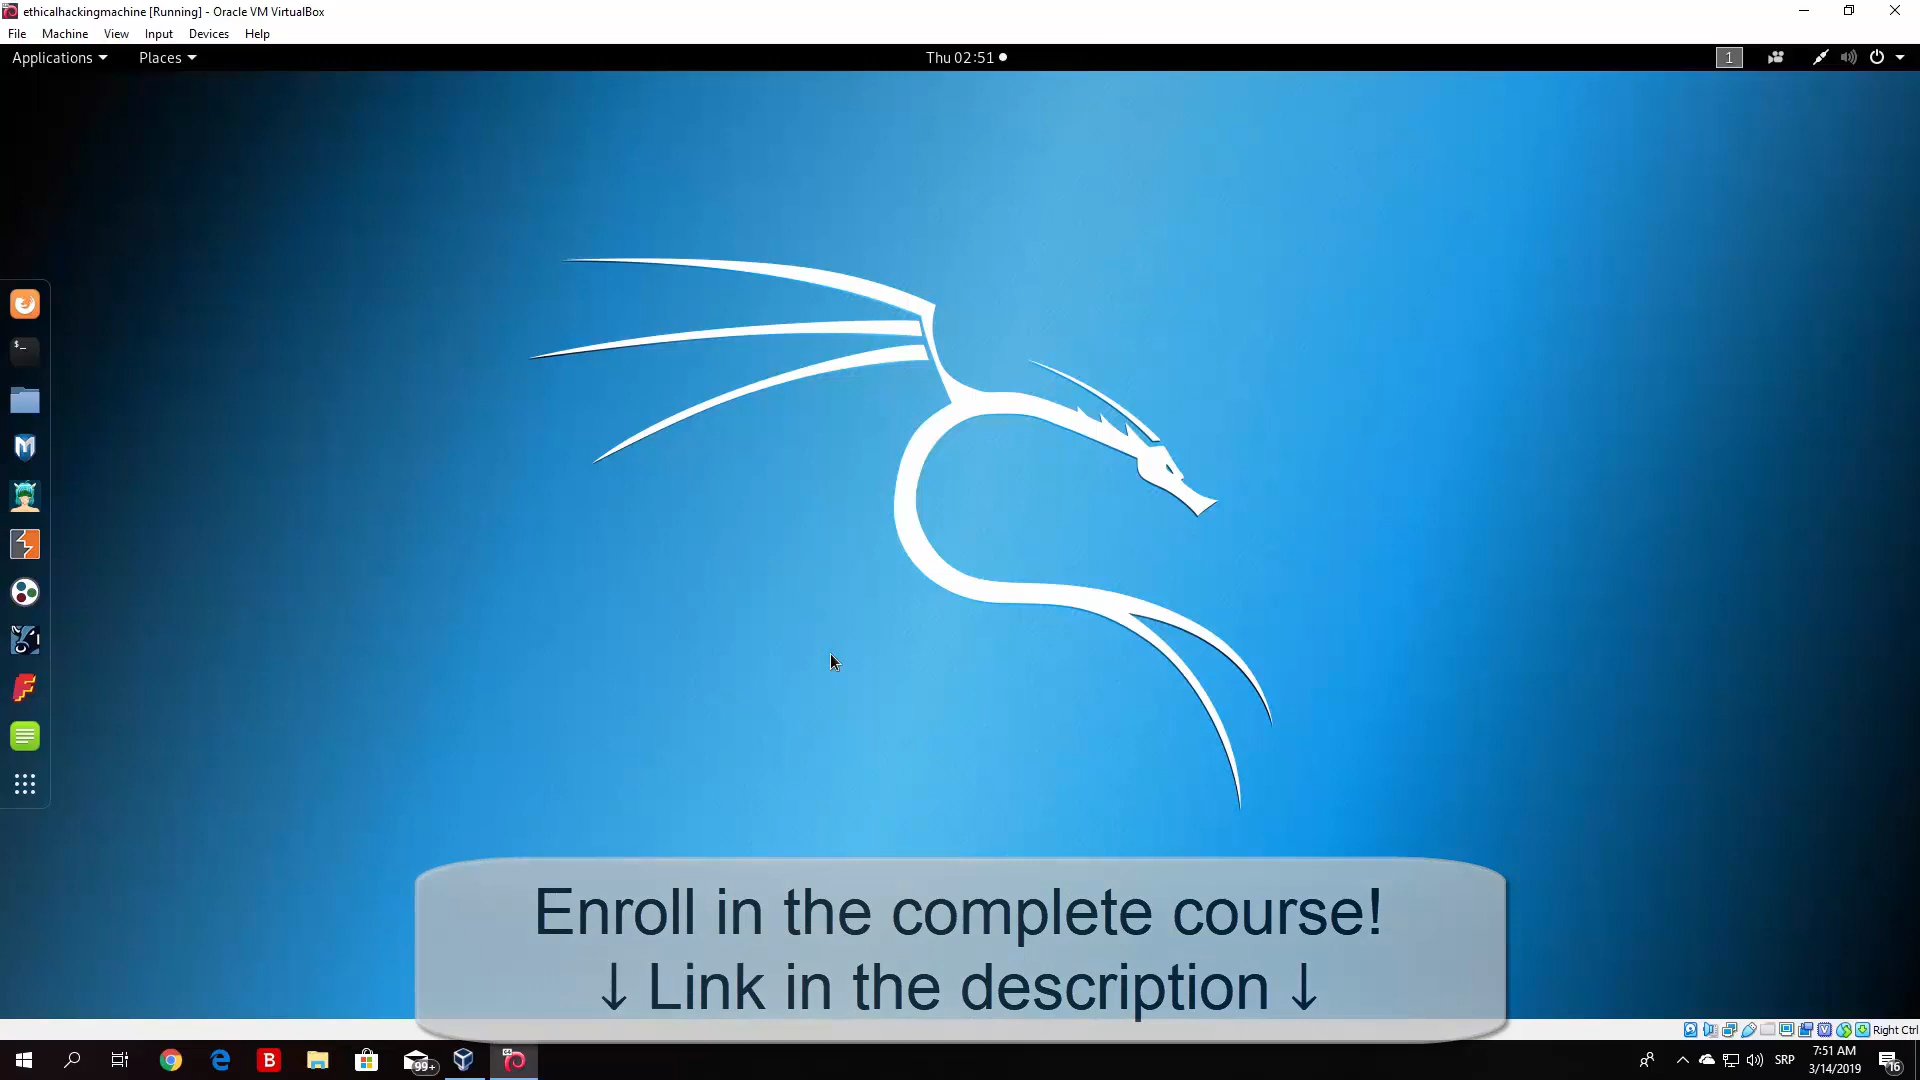 ethicalhackingmachine [Running] - Oracle VM VirtualBox
File Machine View Input Devices Help
Applications Places Thu 02:51 1
$_
Enroll in the complete course!
↓ Link in the description ↓
Right Ctrl
B 99+ 64 SRP 7:51 AM
3/14/2019 16